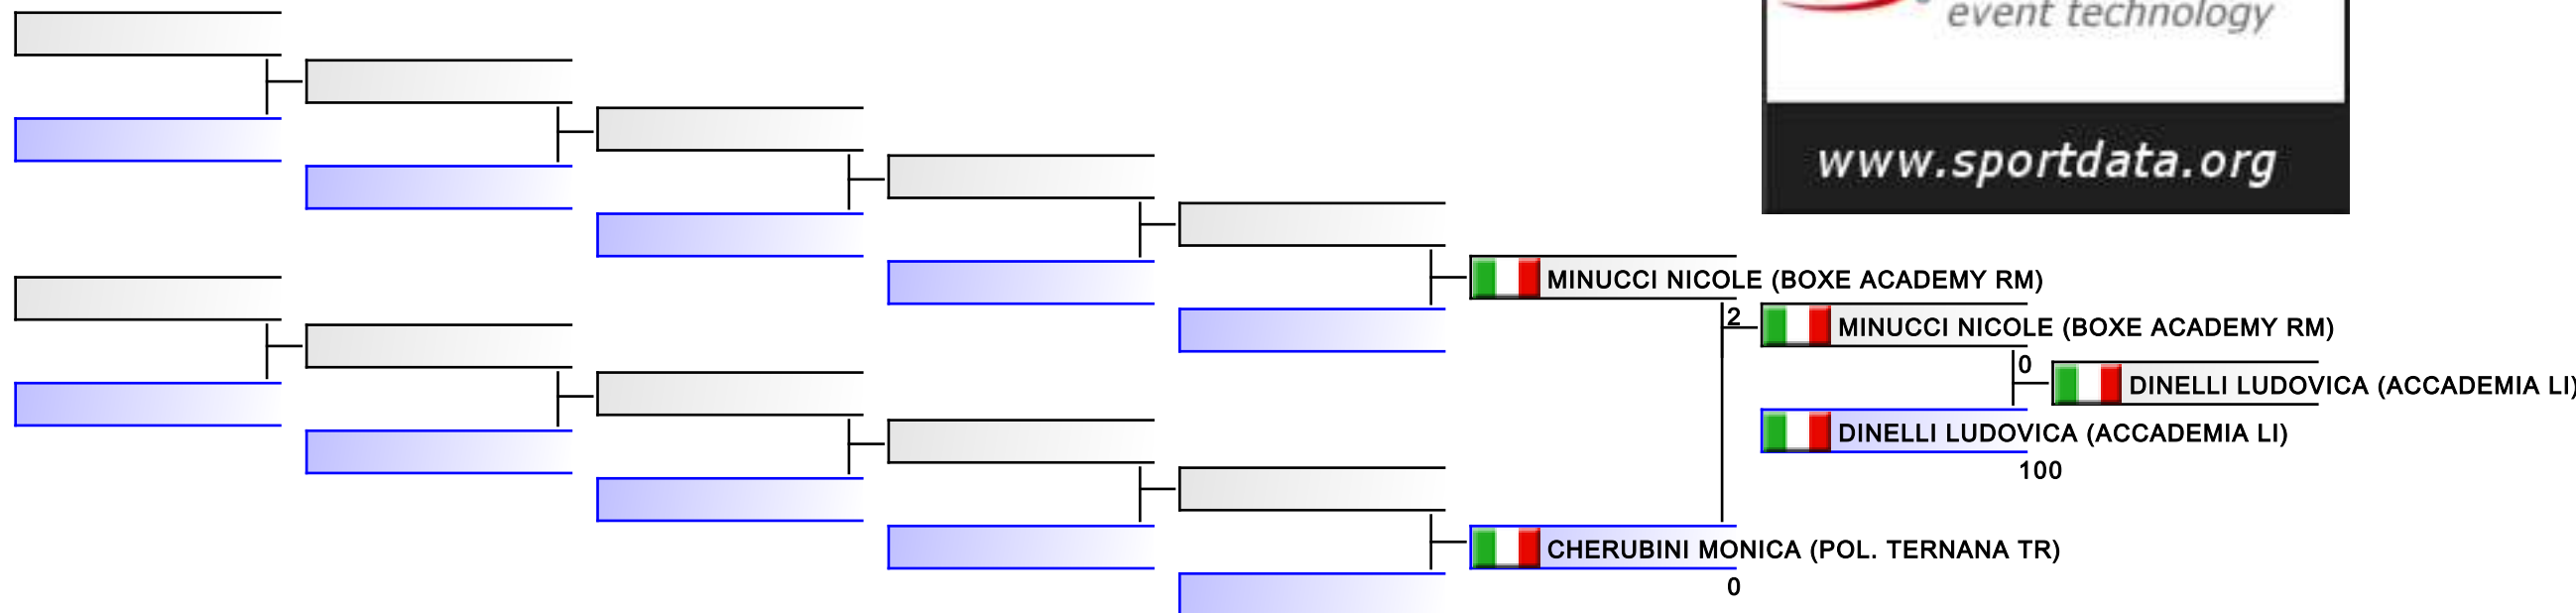 event technology
www.sportdata.org
MINUCCI NICOLE (BOXE ACADEMY RM)
2
MINUCCI NICOLE (BOXE ACADEMY RM)
0
DINELLI LUDOVICA (ACCADEMIA LI)
DINELLI LUDOVICA (ACCADEMIA LI)
100
CHERUBINI MONICA (POL. TERNANA TR)
0